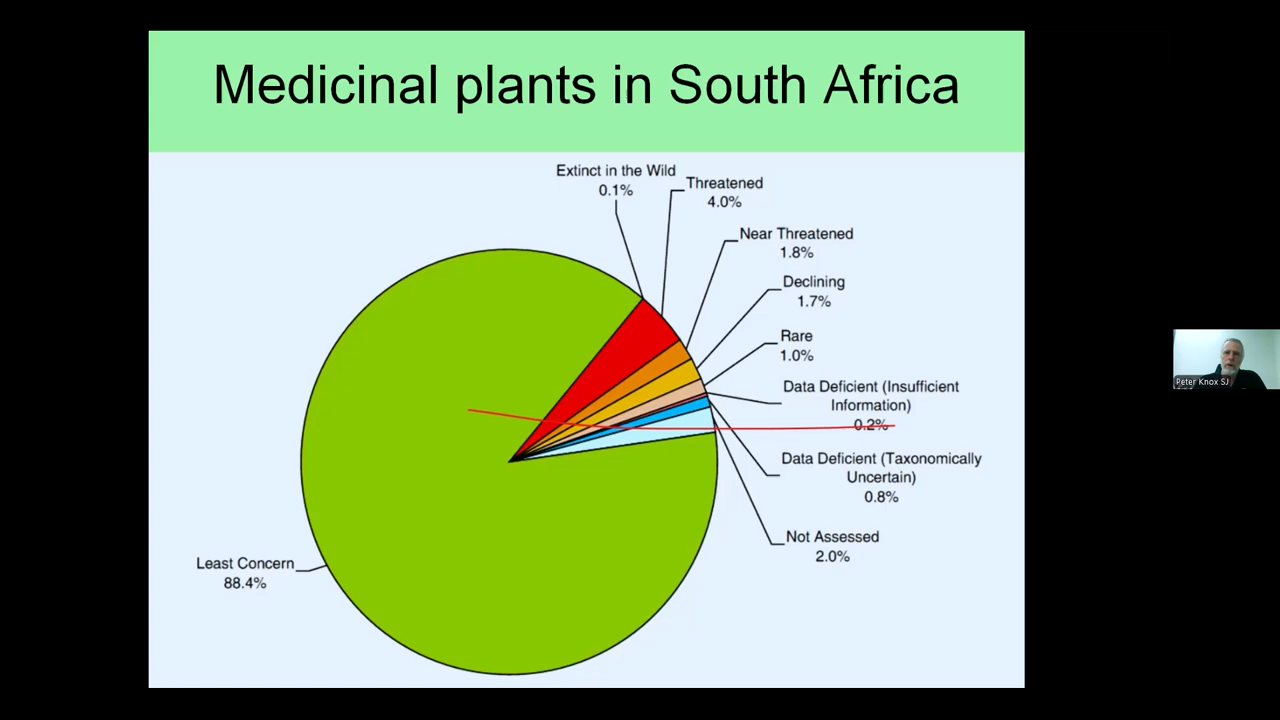 Medicinal plants in South Africa
Extinct in the Wild
0.1%
Threatened
4.0%
Near Threatened
1.8%
Declining
1.7%
Rare
1.0%
Data Deficient (Insufficient
Information)
0.2%
Data Deficient (Taxonomically
Uncertain)
0.8%
Not Assessed
2.0%
Least Concern
88.4%
Peter Knox SJ